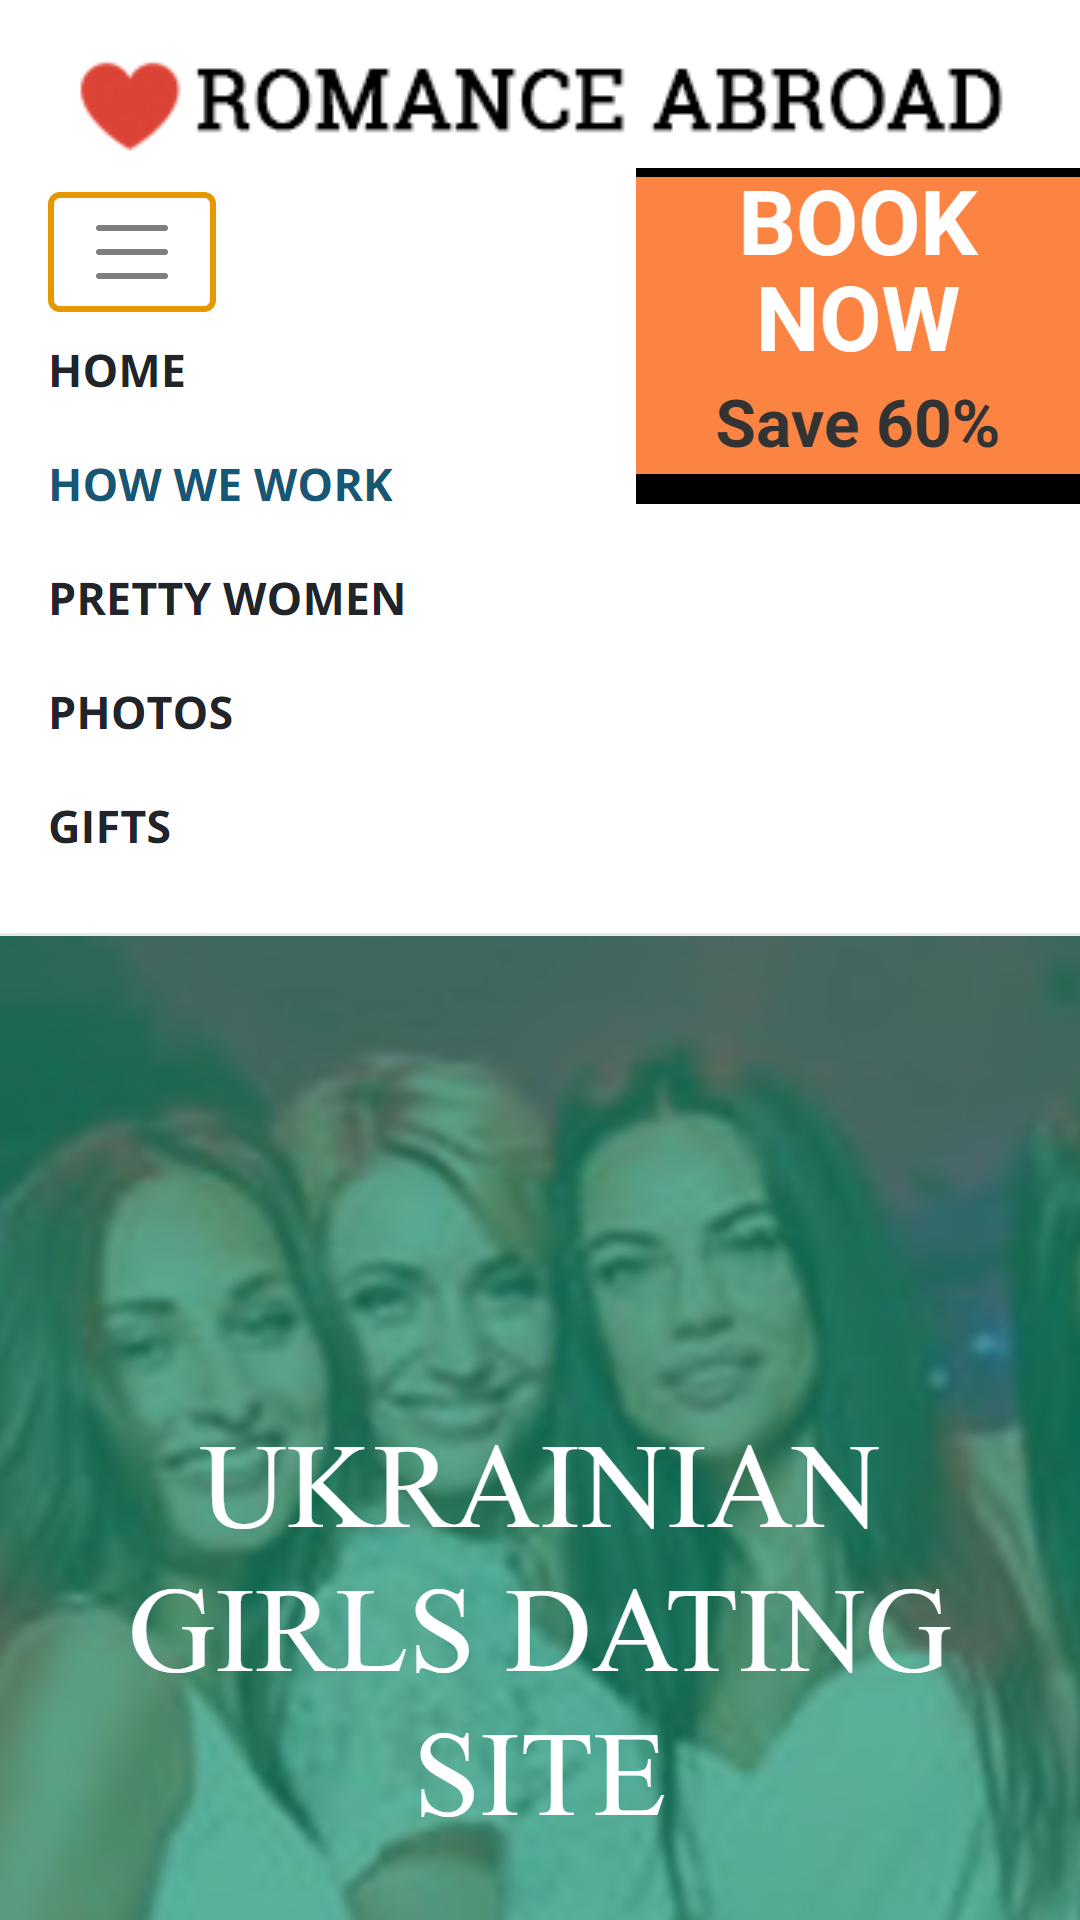 ROMANCE ABROAD
BOOK
NOW
Save 60%
HOME
HOW WE WORK
PRETTY WOMEN
PHOTOS
GIFTS
UKRAINIAN
GIRLS DATING
SITE